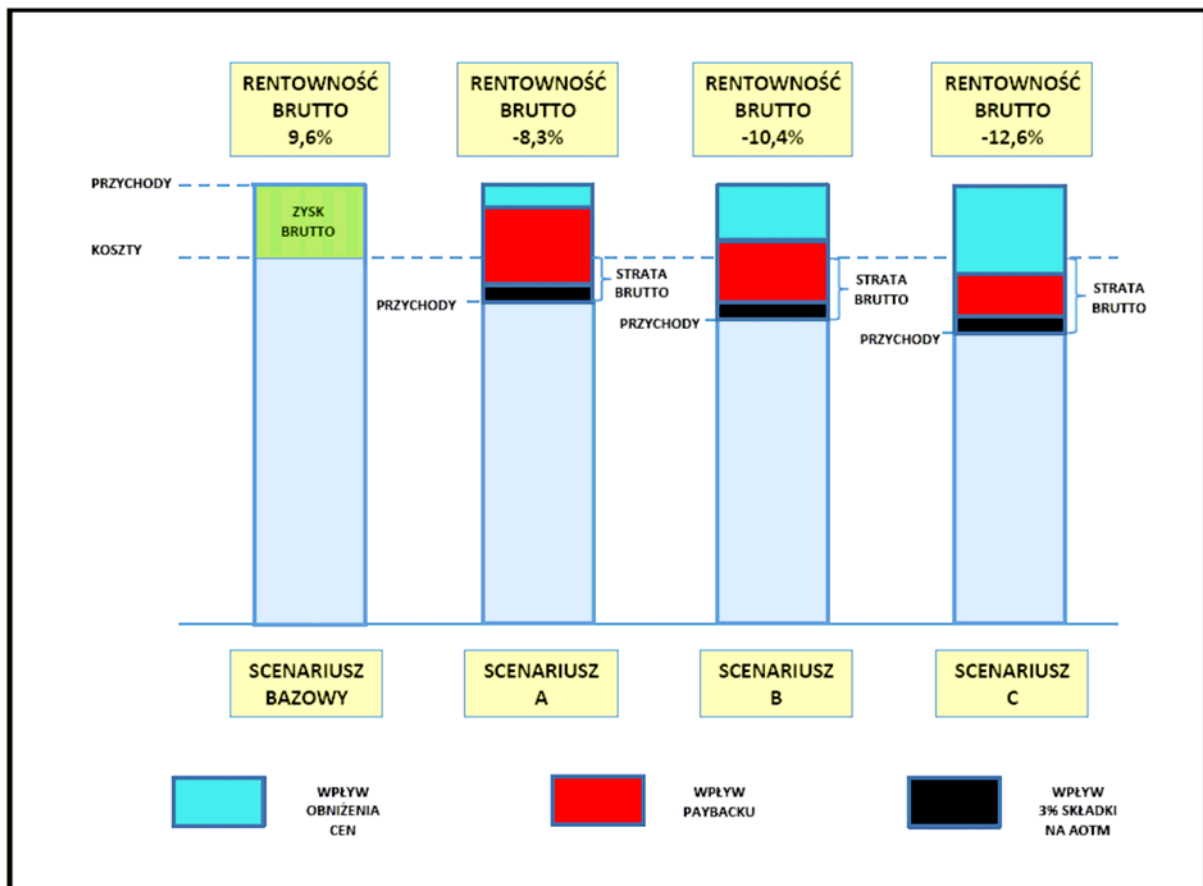 RENTOWNOŚĆ
BRUTTO
9,6%
RENTOWNOŚĆ
BRUTTO
-8,3%
RENTOWNOŚĆ
BRUTTO
-10,4%
RENTOWNOŚĆ
BRUTTO
-12,6%
PRZYCHODY
ZYSK
BRUTTO
KOSZTY
STRATA
BRUTTO
PRZYCHODY
STRATA
BRUTTO
PRZYCHODY
STRATA
BRUTTO
PRZYCHODY
SCENARIUSZ
BAZOWY
SCENARIUSZ
A
SCENARIUSZ
B
SCENARIUSZ
C
WPŁYW
OBNIŻENIA
CEN
WPŁYW
PAYBACKU
WPŁYW
3% SKŁADKI
NA AOTM